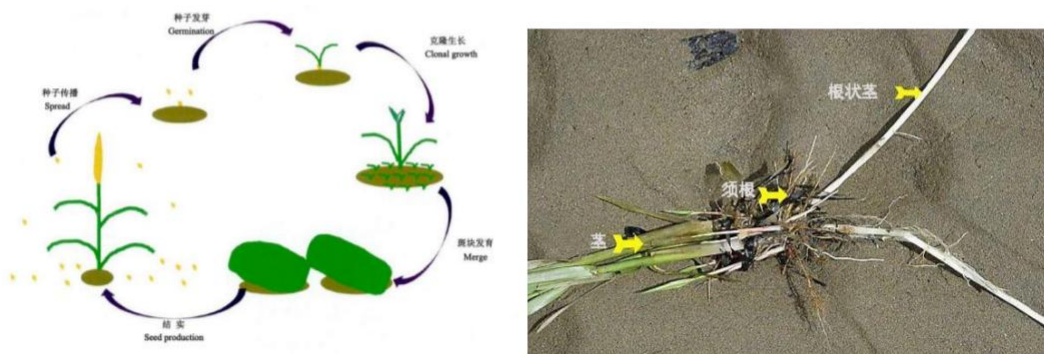 种子发芽
Germination
克隆生长
Clonal growth
种子传播
Spread
斑块发育
Merge
结 实
Seed production
根状茎
须根
茎